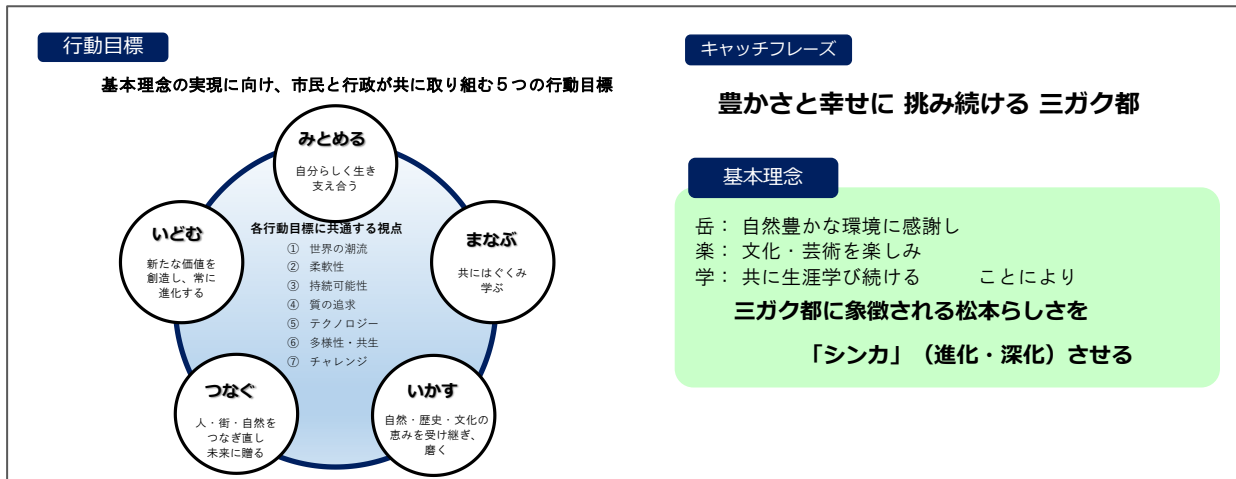 行動目標
基本理念の実現に向け、市民と行政が共に取り組む５つの行動目標
みとめる
自分らしく生き
支え合う
まなぶ
共にはぐくみ
学ぶ
いかす
自然・歴史・文化の
恵みを受け継ぎ、
磨く
つなぐ
人・街・自然を
つなぎ直し
未来に贈る
いどむ
新たな価値を
創造し、常に
進化する
各行動目標に共通する視点
① 世界の潮流
② 柔軟性
③ 持続可能性
④ 質の追求
⑤ テクノロジー
⑥ 多様性・共生
⑦ チャレンジ
キャッチフレーズ
豊かさと幸せに 挑み続ける 三ガク都
基本理念
岳： 自然豊かな環境に感謝し
楽： 文化・芸術を楽しみ
学： 共に生涯学び続ける ことにより
三ガク都に象徴される松本らしさを
「シンカ」（進化・深化）させる